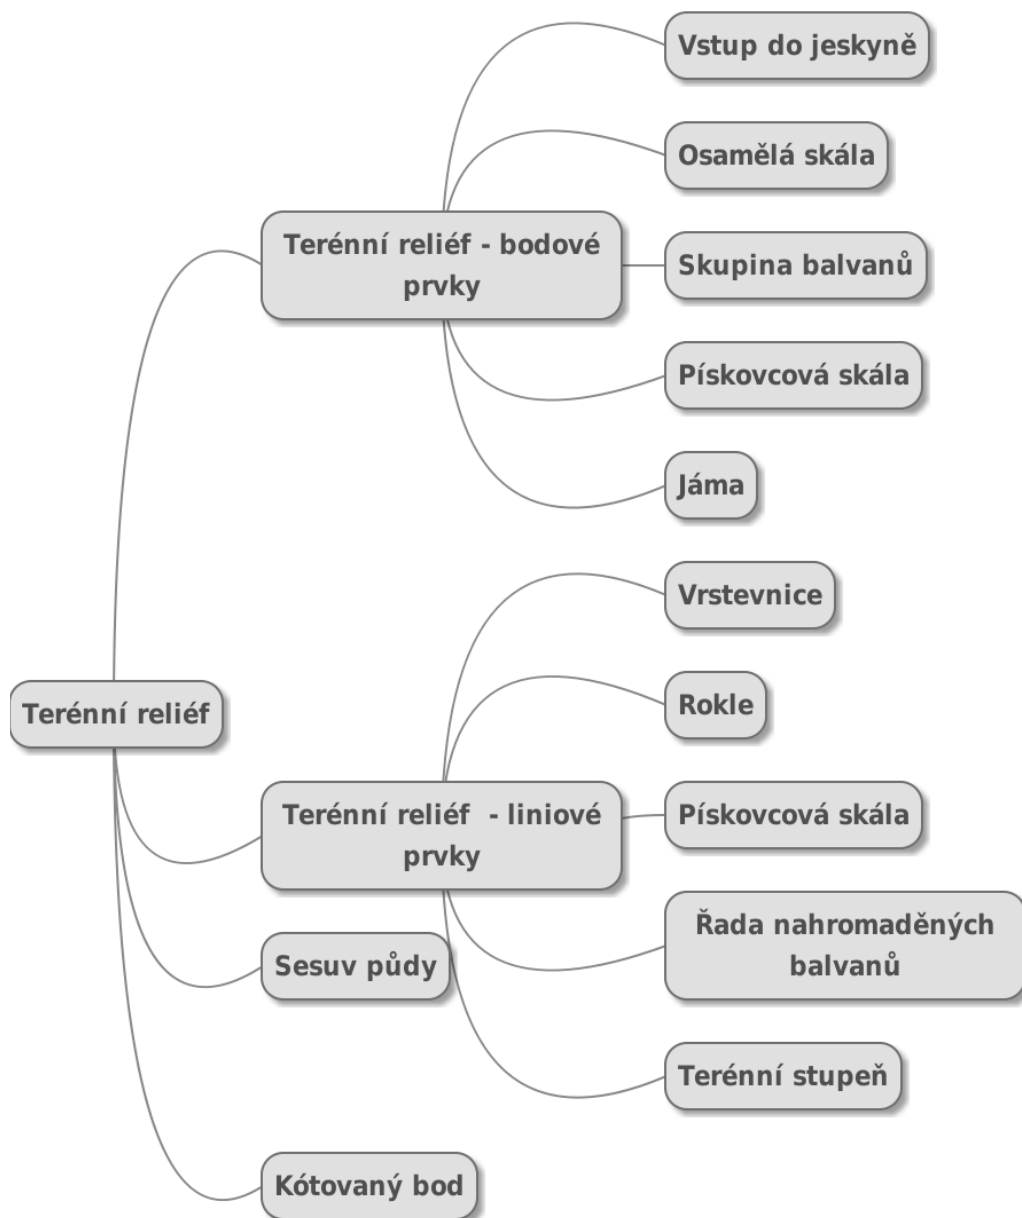 Vstup do jeskyně
Osamělá skála
Terénní reliéf - bodové
prvky
Skupina balvanů
Pískovcová skála
Jáma
Vrstevnice
Rokle
Terénní reliéf
Terénní reliéf  - liniové
prvky
Pískovcová skála
Řada nahromaděných
balvanů
Sesuv půdy
Terénní stupeň
Kótovaný bod